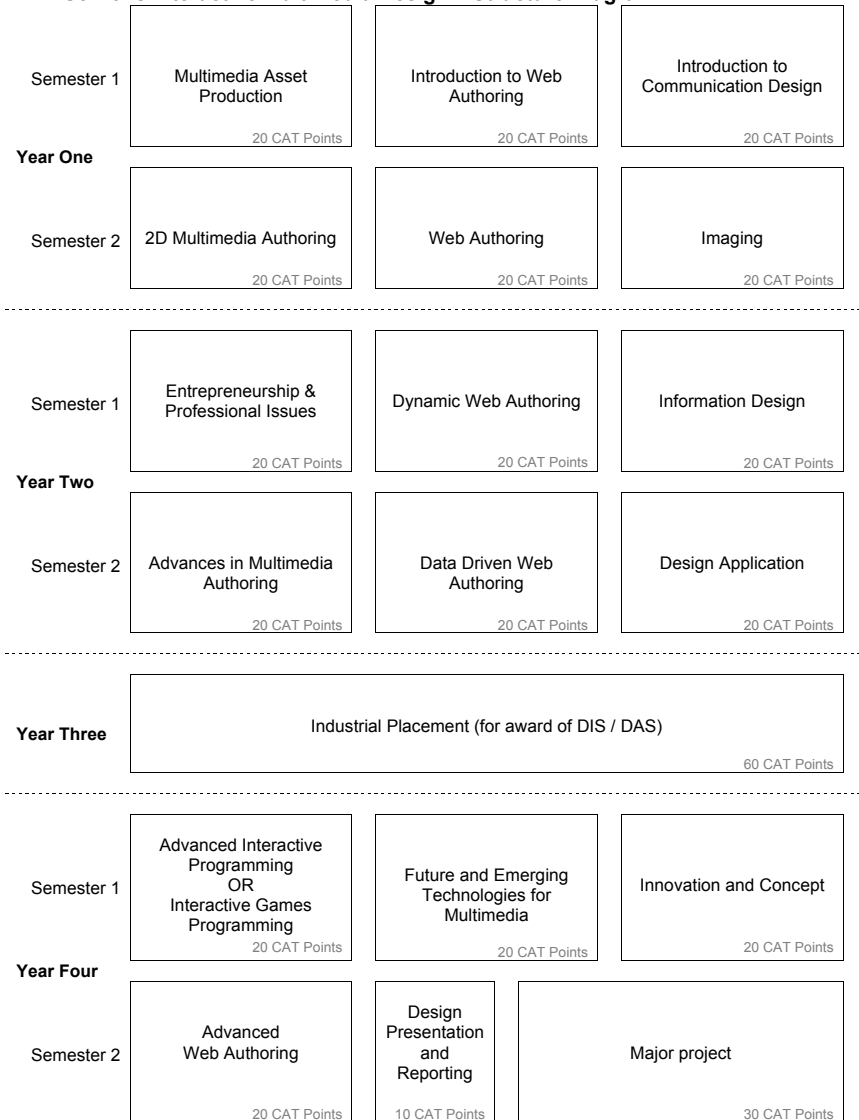 Semester 1
Multimedia Asset
Production
20 CAT Points
Introduction to Web
Authoring
20 CAT Points
Introduction to
Communication Design
20 CAT Points
Year One
Semester 2
2D Multimedia Authoring
20 CAT Points
Web Authoring
20 CAT Points
Imaging
20 CAT Points
Semester 1
Entrepreneurship &
Professional Issues
20 CAT Points
Dynamic Web Authoring
20 CAT Points
Information Design
20 CAT Points
Year Two
Semester 2
Advances in Multimedia
Authoring
20 CAT Points
Data Driven Web
Authoring
20 CAT Points
Design Application
20 CAT Points
Year Three
Industrial Placement (for award of DIS / DAS)
60 CAT Points
Semester 1
Advanced Interactive
Programming
OR
Interactive Games
Programming
20 CAT Points
Future and Emerging
Technologies for
Multimedia
20 CAT Points
Innovation and Concept
20 CAT Points
Year Four
Semester 2
Advanced
Web Authoring
20 CAT Points
Design
Presentation
and
Reporting
10 CAT Points
Major project
30 CAT Points